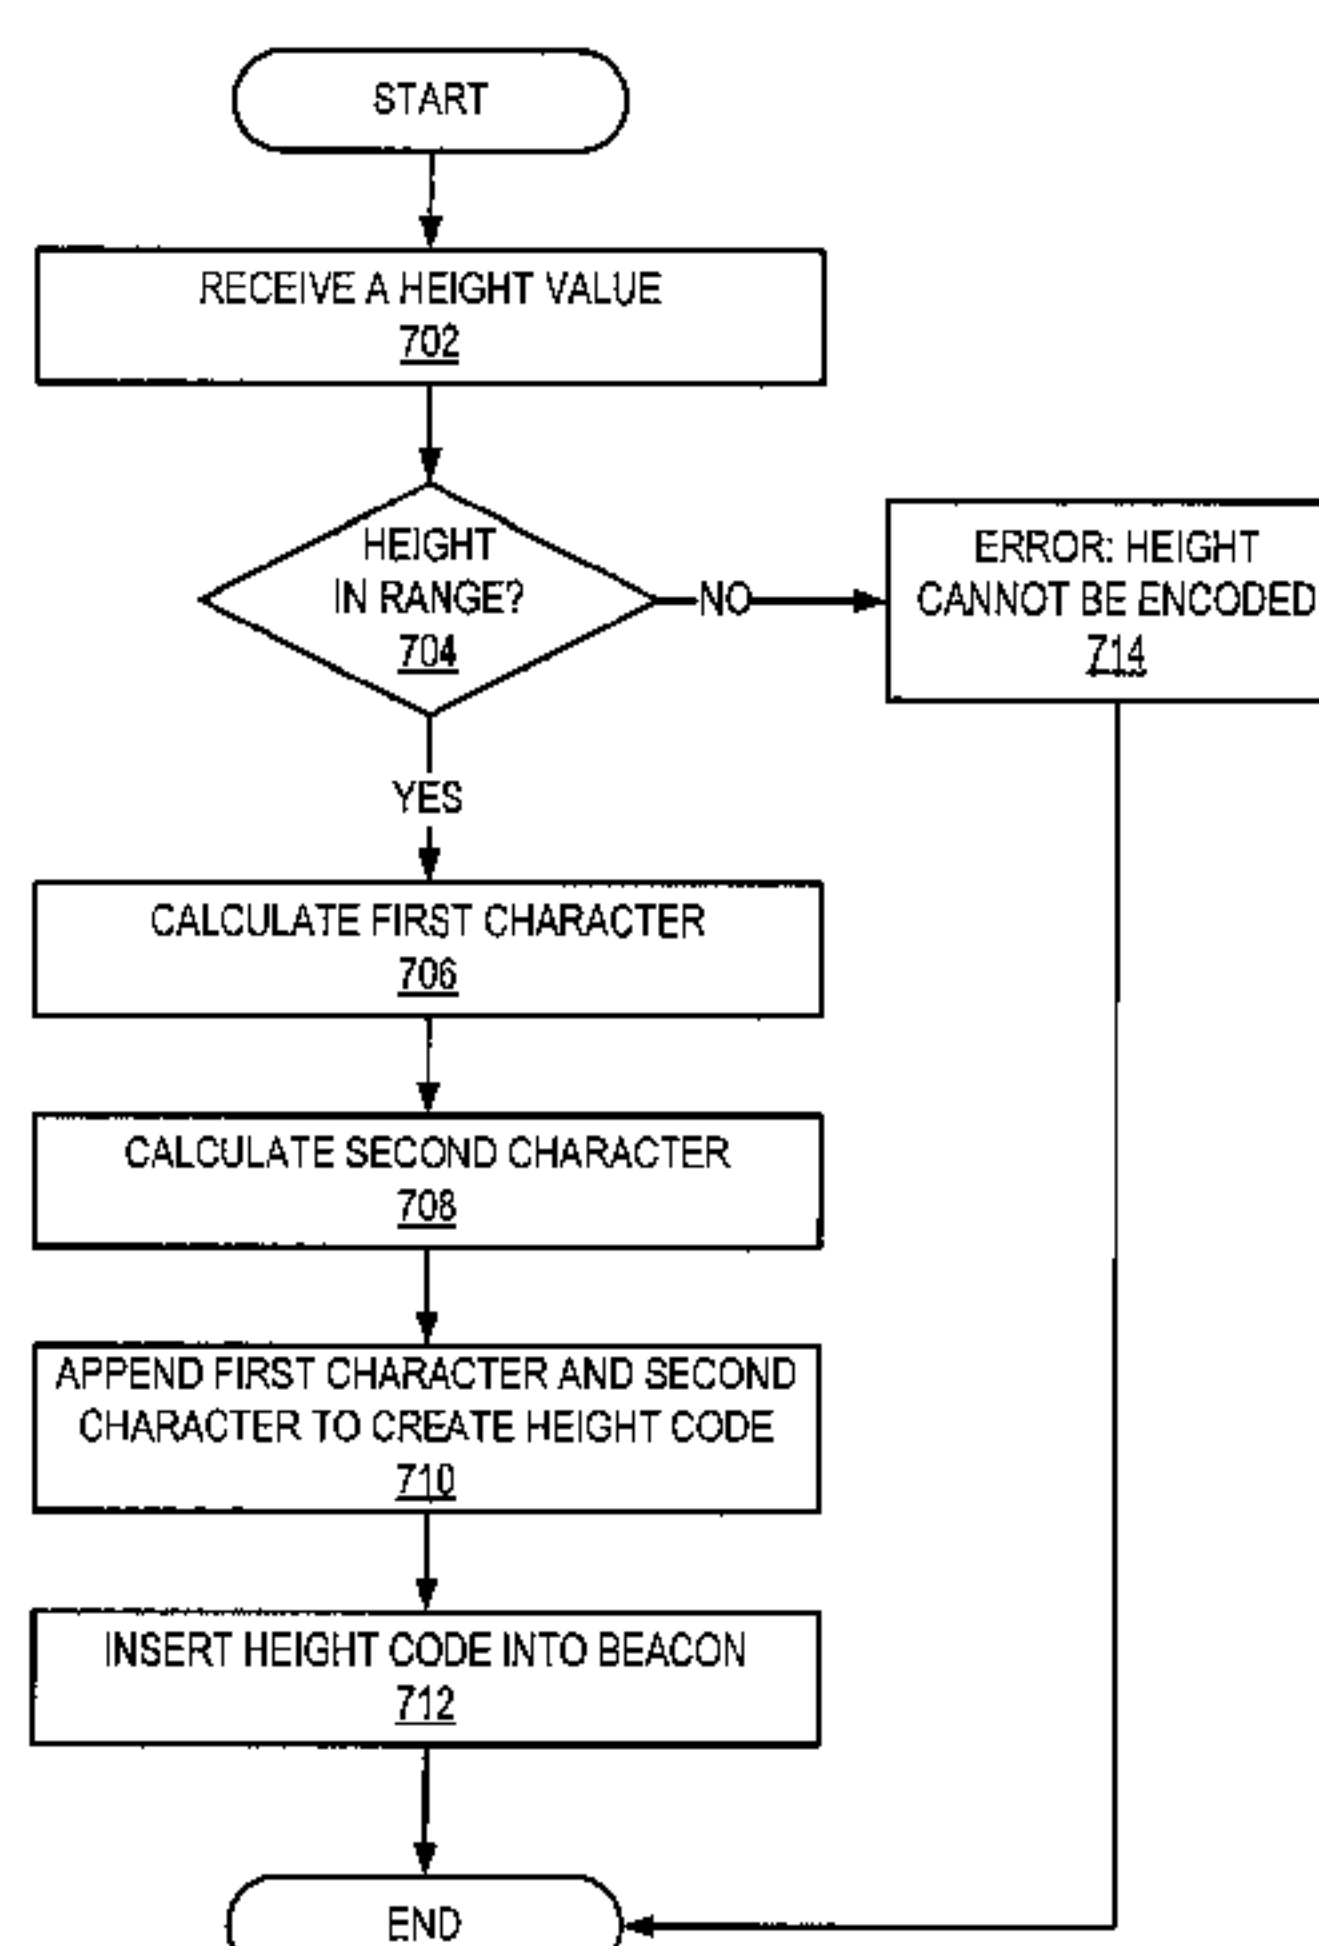 START
RECEIVE A HEIGHT VALUE
702
HEIGHT
IN RANGE?
704
NO
ERROR: HEIGHT
CANNOT BE ENCODED
714
YES
CALCULATE FIRST CHARACTER
706
CALCULATE SECOND CHARACTER
708
APPEND FIRST CHARACTER AND SECOND
CHARACTER TO CREATE HEIGHT CODE
710
INSERT HEIGHT CODE INTO BEACON
712
END